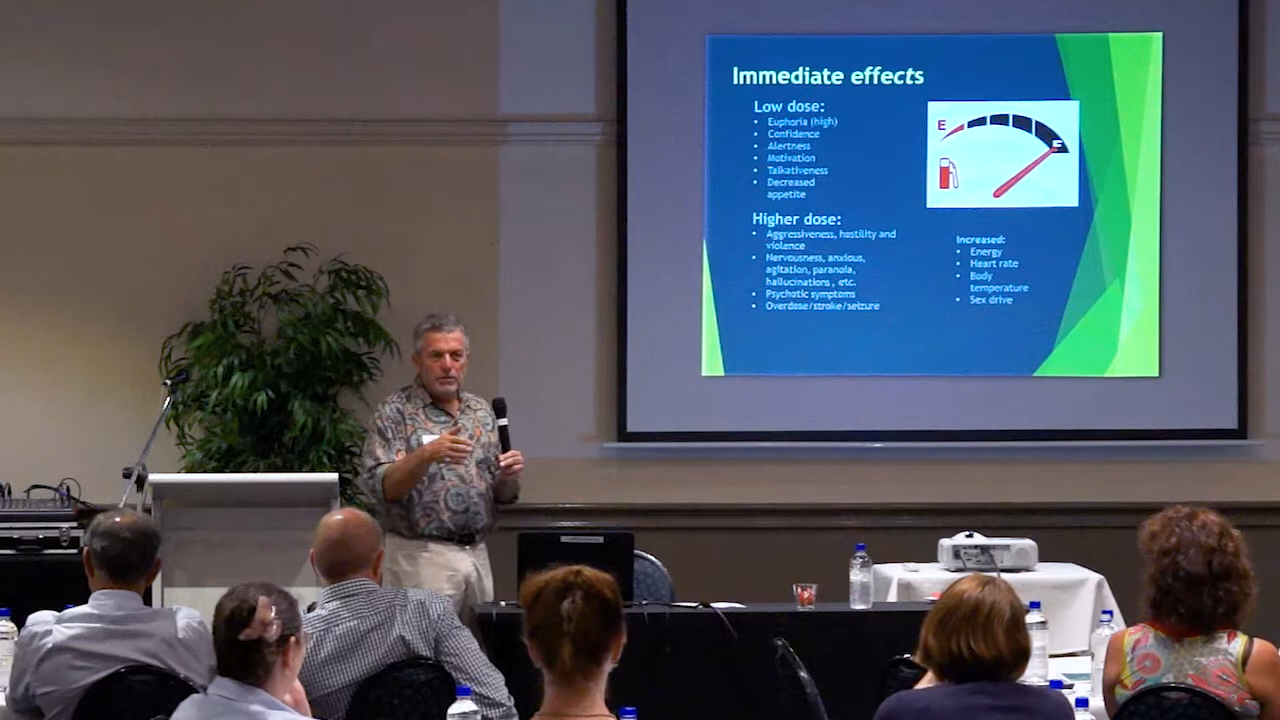 Immediate effects
Low dose:
• Euphoria (high)
• Confidence
• Alertness
• Motivation
• Talkativeness
• Decreased
appetite
E
F
Higher dose:
• Aggressiveness, hostility and
violence
• Nervousness, anxious,
agitation, paranoia,
hallucinations , etc.
• Psychotic symptoms
• Overdose/stroke/seizure
Increased:
• Energy
• Heart rate
• Body
temperature
• Sex drive